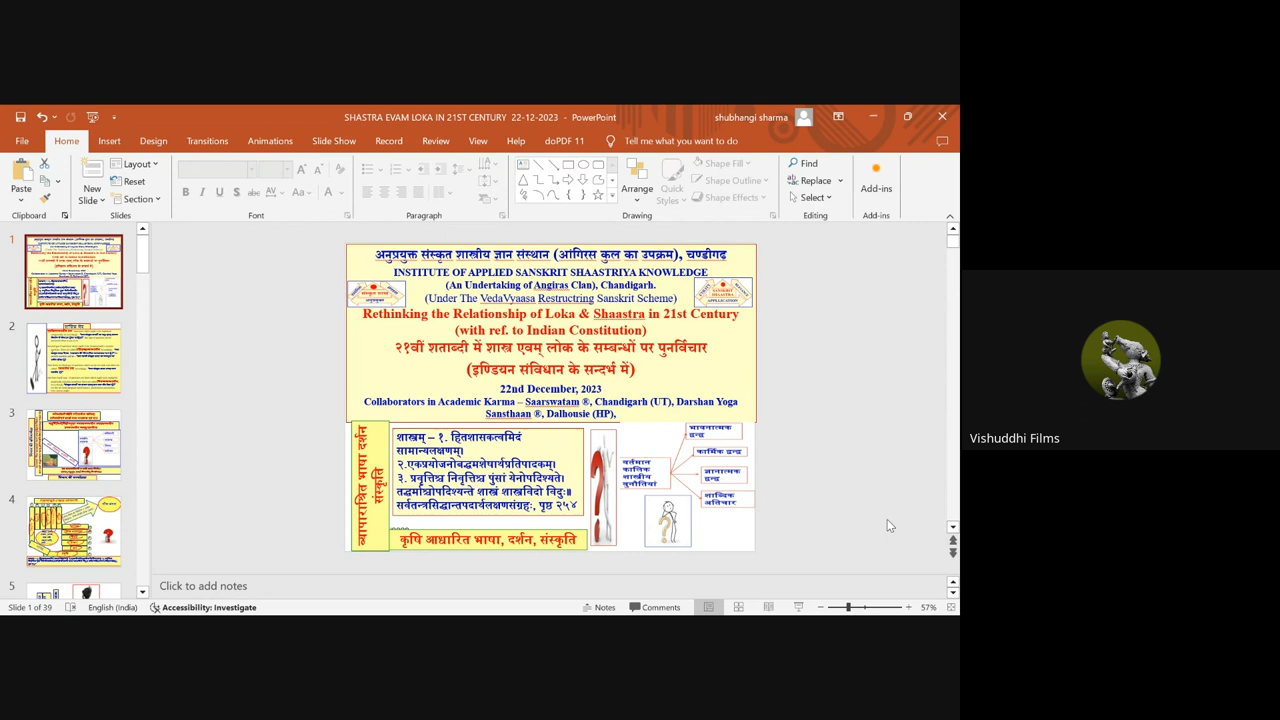 SHASTRA EVAM LOKA IN 21ST CENTURY 22-12-2023 - PowerPoint
shubhangi sharma
File Home Insert Design Transitions Animations Slide Show Record Review View Help doPDF 11 Tell me what you want to do
Paste
New Slide
Layout
Reset
Section
Arrange
Quick Styles
Shape Fill
Shape Outline
Shape Effects
Find
Replace
Select
Add-ins
Clipboard Slides Font Paragraph Drawing Editing Add-ins
1
2
3
4
5
अनुप्रयुक्त संस्कृत शास्त्रीय ज्ञान संस्थान (आंगिरस कुल का उपक्रम), चण्डीगढ़
INSTITUTE OF APPLIED SANSKRIT SHAASTRIYA KNOWLEDGE
(An Undertaking of Angiras Clan), Chandigarh.
(Under The VedaVyaasa Restructring Sanskrit Scheme)
Rethinking the Relationship of Loka & Shaastra in 21st Century
(with ref. to Indian Constitution)
२१वीं शताब्दी में शास्त्र एवम् लोक के सम्बन्धों पर पुनर्विचार
(इण्डियन संविधान के सन्दर्भ में)
22nd December, 2023
Collaborators in Academic Karma – Saarswatam ®, Chandigarh (UT), Darshan Yoga
Sansthaan ®, Dalhousie (HP),
व्यापाराश्रित भाषा दर्शन
संस्कृति
शास्त्रम् – १. हितशासकत्वमिदं
सामान्यलक्षणम्।
२.एकप्रयोजनोबद्धमशेषार्थप्रतिपादकम्।
३. प्रवृत्तिश्च निवृत्तिश्च पुंसां येनोपदिश्यते।
तद्धर्माश्चोपदिश्यन्ते शास्त्रं शास्त्रविदो विदुः॥
सर्वतन्त्रसिद्धान्तपदार्थलक्षणसंग्रहः, पृष्ठ २५४
कृषि आधारित भाषा, दर्शन, संस्कृति
वर्तमान
कालिक
शास्त्रीय
चुनौतियां
भावनात्मक
द्वन्द्व
कार्मिक द्वन्द्व
ज्ञानात्मक
द्वन्द्व
शाब्दिक
अतिचार
Click to add notes
Slide 1 of 39 English (India) Accessibility: Investigate Notes Comments 57%
Vishuddhi Films